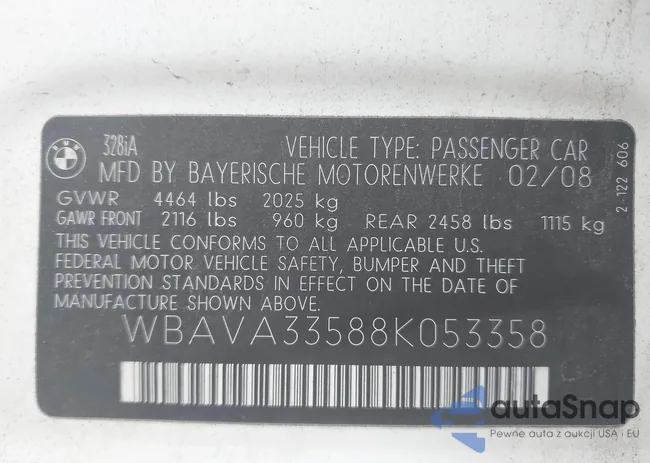 BMW
328iA
VEHICLE TYPE: PASSENGER CAR
MFD BY BAYERISCHE MOTORENWERKE 02/08
GVWR 4464 lbs 2025 kg
GAWR FRONT 2116 lbs 960 kg REAR 2458 lbs 1115 kg
THIS VEHICLE CONFORMS TO ALL APPLICABLE U.S.
FEDERAL MOTOR VEHICLE SAFETY, BUMPER AND THEFT
PREVENTION STANDARDS IN EFFECT ON THE DATE OF
MANUFACTURE SHOWN ABOVE.
WBAVA33588K053358
2 122 606
autaSnap
Pewne auta z aukcji USA i EU